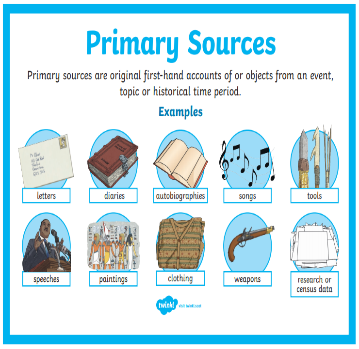 Primary Sources
Primary sources are original first-hand accounts of or objects from an event,
topic or historical time period.
Examples
letters
diaries
autobiographies
songs
tools
speeches
paintings
clothing
weapons
research or
census data
twinkl